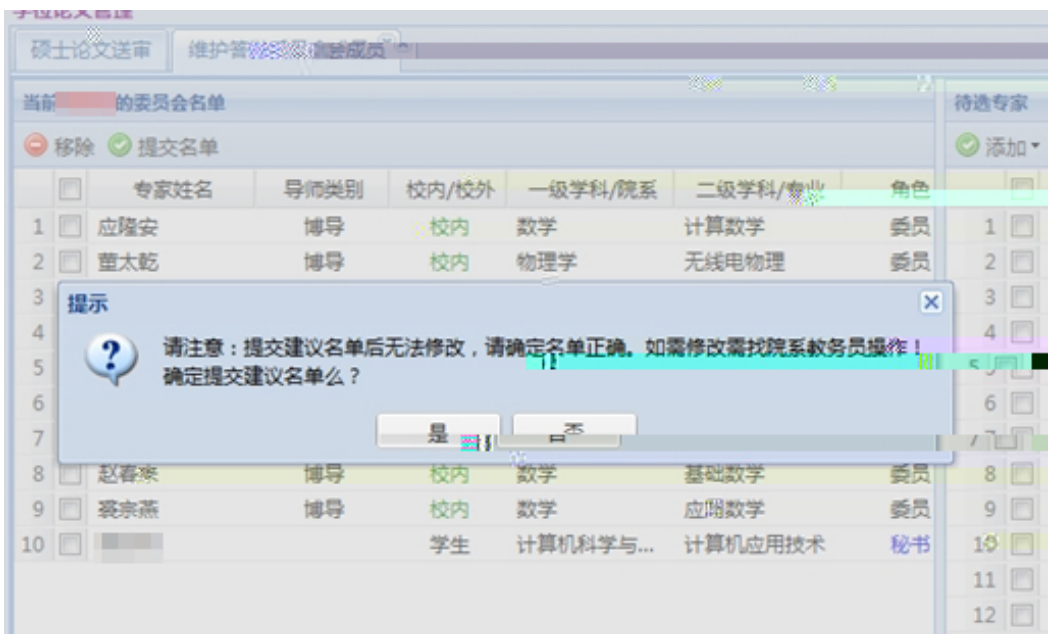 学位论文管理
硕士论文送审 维护答 会成员
当前 的委员会名单 待选专家
移除 提交名单 添加
专家姓名 导师类别 校内/校外 一级学科/院系 二级学科/专业 角色
1 应隆安 博导 校内 数学 计算数学 委员 1
2 董太乾 博导 校内 物理学 无线电物理 委员 2
3 3
提示
4 4
请注意：提交建议名单后无法修改，请确定名单正确。如需修改需找院系教务员操作！
5 5
确定提交建议名单么？
6 6
是 否
7 7
8 赵春来 博导 校内 数学 基础数学 委员 8
9 裘宗燕 博导 校内 数学 应用数学 委员 9
10 学生 计算机科学与... 计算机应用技术 秘书 10
11
12